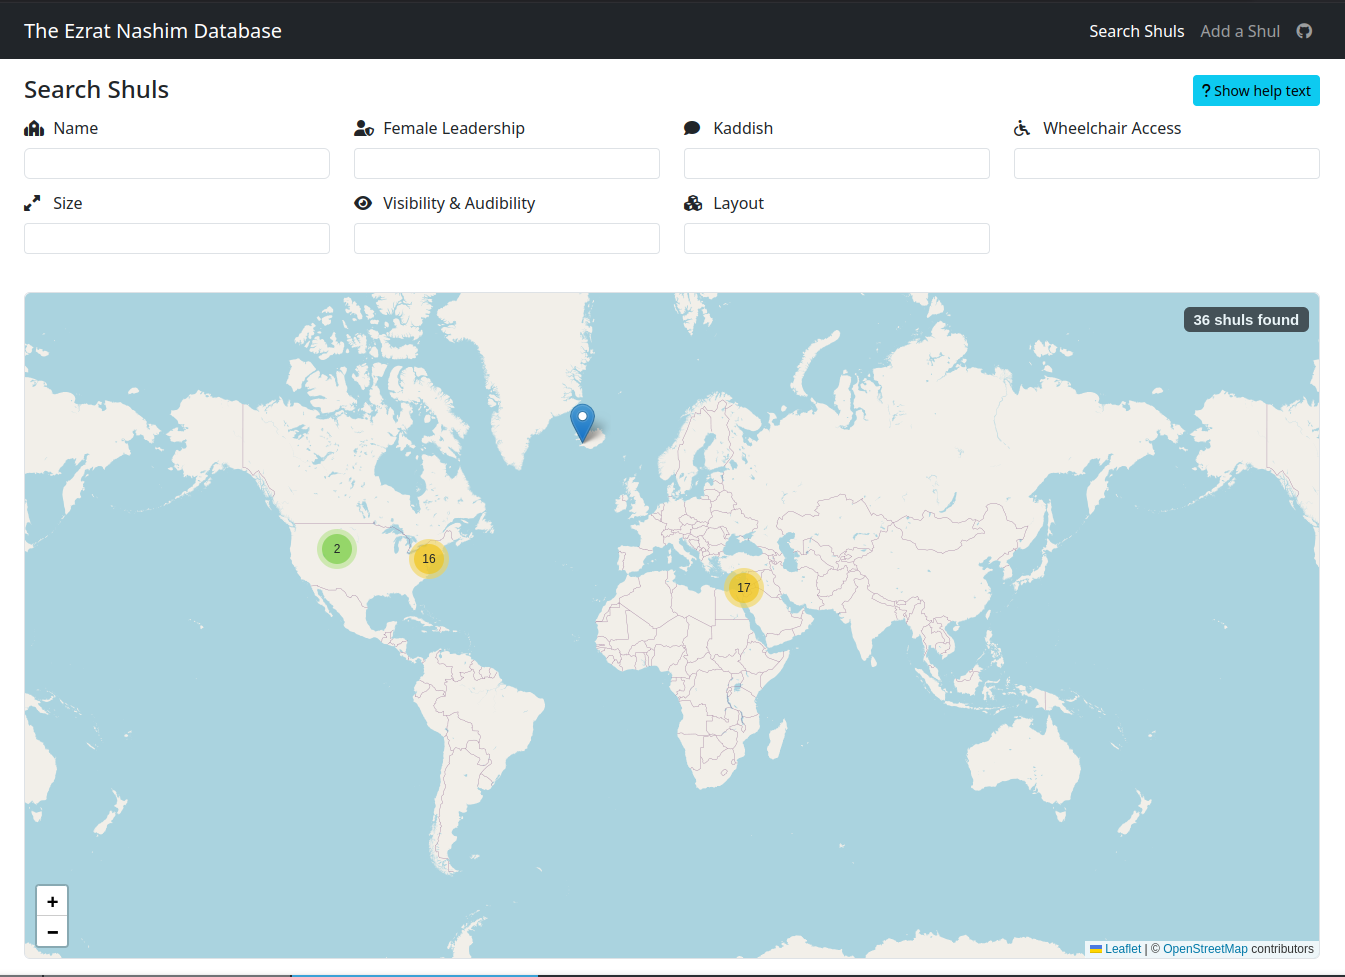 The Ezrat Nashim Database
Search Shuls Add a Shul
Search Shuls
? Show help text
Name
Female Leadership
Kaddish
Wheelchair Access
Size
Visibility & Audibility
Layout
36 shuls found
2
16
17
+
−
Leaflet | © OpenStreetMap contributors